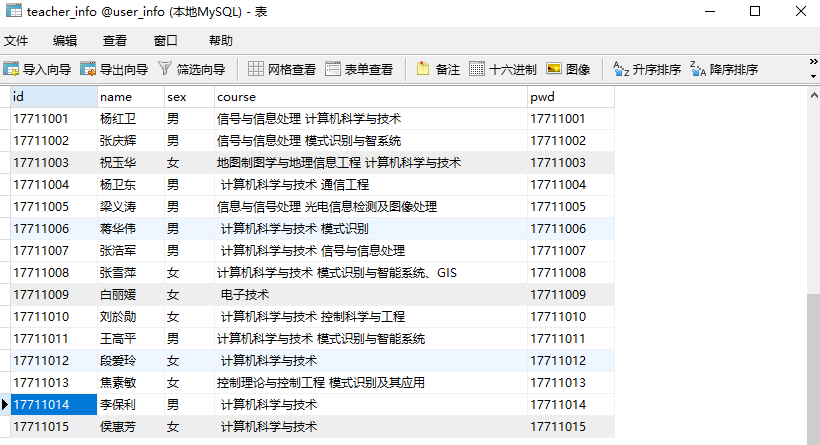 teacher_info @user_info (本地MySQL) - 表
文件 编辑 查看 窗口 帮助
导入向导 导出向导 筛选向导 网格查看 表单查看 备注 十六进制 图像 升序排序 降序排序
id name sex course pwd
17711001 杨红卫 男 信号与信息处理 计算机科学与技术 17711001
17711002 张庆辉 男 信号与信息处理 模式识别与智系统 17711002
17711003 祝玉华 女 地图制图学与地理信息工程 计算机科学与技术 17711003
17711004 杨卫东 男 计算机科学与技术 通信工程 17711004
17711005 梁义涛 男 信息与信号处理 光电信息检测及图像处理 17711005
17711006 蒋华伟 男 计算机科学与技术 模式识别 17711006
17711007 张浩军 男 计算机科学与技术 信号与信息处理 17711007
17711008 张雪萍 女 计算机科学与技术 模式识别与智能系统、GIS 17711008
17711009 白丽媛 女 电子技术 17711009
17711010 刘於勋 女 计算机科学与技术 控制科学与工程 17711010
17711011 王高平 男 计算机科学与技术 模式识别与智能系统 17711011
17711012 段爱玲 女 计算机科学与技术 17711012
17711013 焦素敏 女 控制理论与控制工程 模式识别及其应用 17711013
17711014 李保利 男 计算机科学与技术 17711014
17711015 侯惠芳 女 计算机科学与技术 17711015